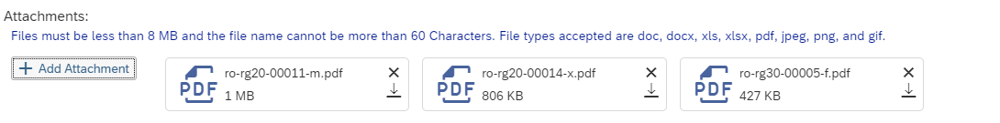 Attachments:
Files must be less than 8 MB and the file name cannot be more than 60 Characters. File types accepted are doc, docx, xls, xlsx, pdf, jpeg, png, and gif.
+ Add Attachment
PDF ro-rg20-00011-m.pdf
1 MB
PDF ro-rg20-00014-x.pdf
806 KB
PDF ro-rg30-00005-f.pdf
427 KB